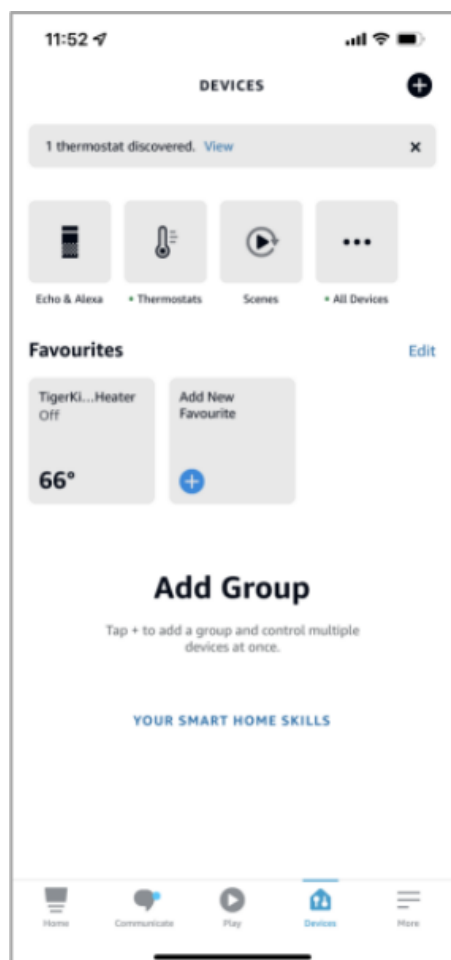 11:52
DEVICES
1 thermostat discovered. View
Echo & Alexa
Thermostats
Scenes
All Devices
Favourites
Edit
TigerKi...Heater
Off
66°
Add New
Favourite
Add Group
Tap + to add a group and control multiple
devices at once.
YOUR SMART HOME SKILLS
Home
Communicate
Play
Devices
More